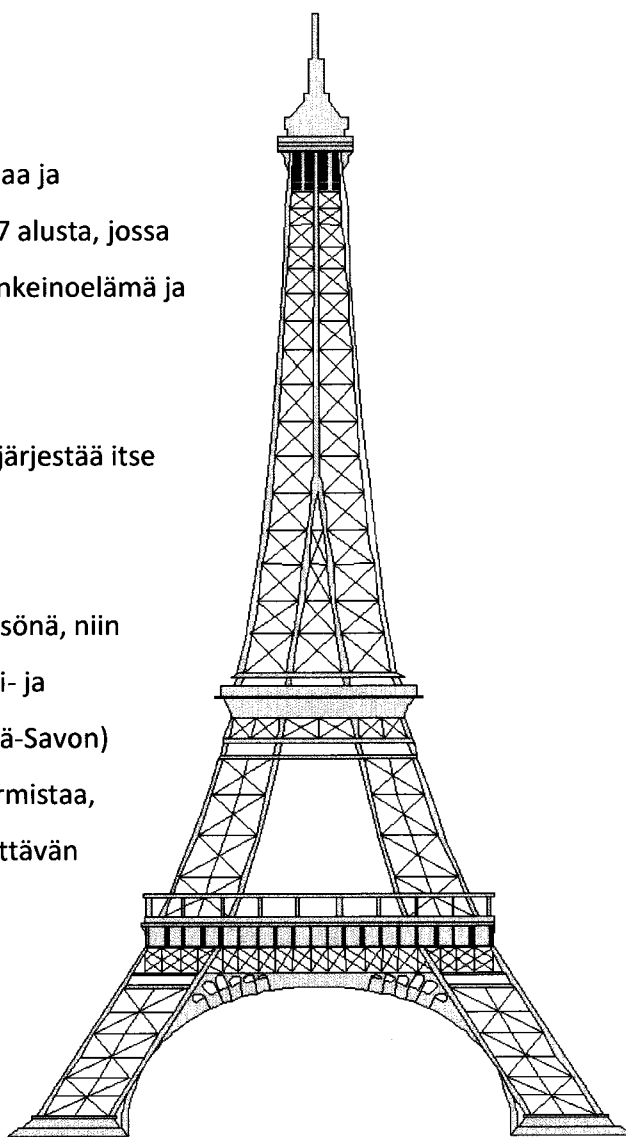 aa ja
7 alusta, jossa
nkeinoelämä ja
järjestää itse
sönä, niin
i- ja
ä-Savon)
rmistaa,
ttävän